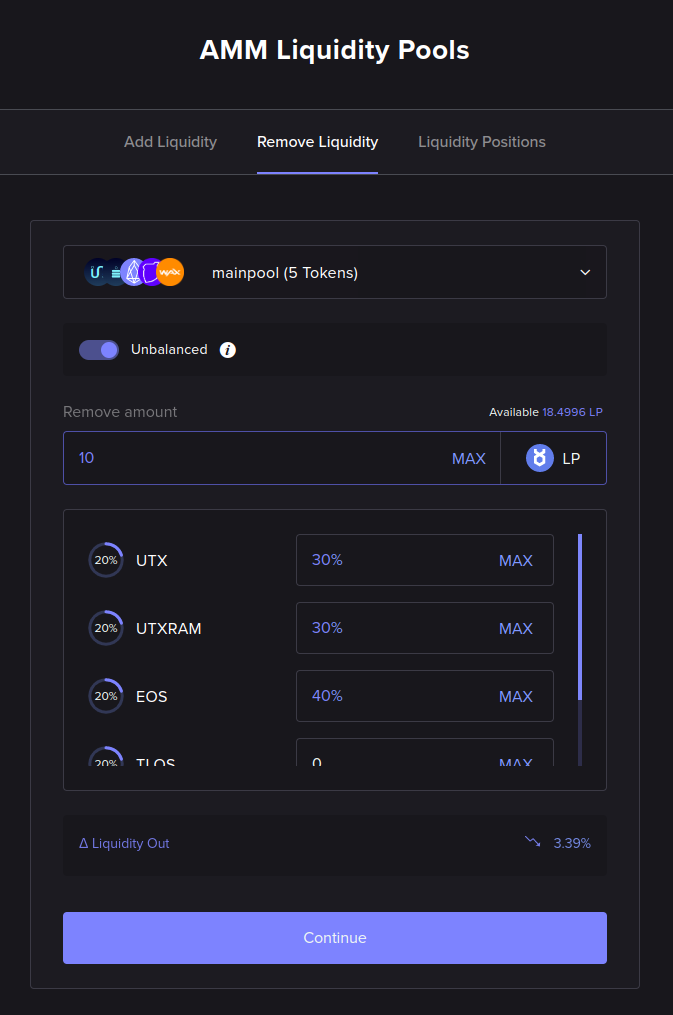 AMM Liquidity Pools
Add Liquidity Remove Liquidity Liquidity Positions
mainpool (5 Tokens)
Unbalanced i
Remove amount Available 18.4996 LP
10 MAX LP
20% UTX 30% MAX
20% UTXRAM 30% MAX
20% EOS 40% MAX
20% TLOS 0 MAX
Δ Liquidity Out 3.39%
Continue